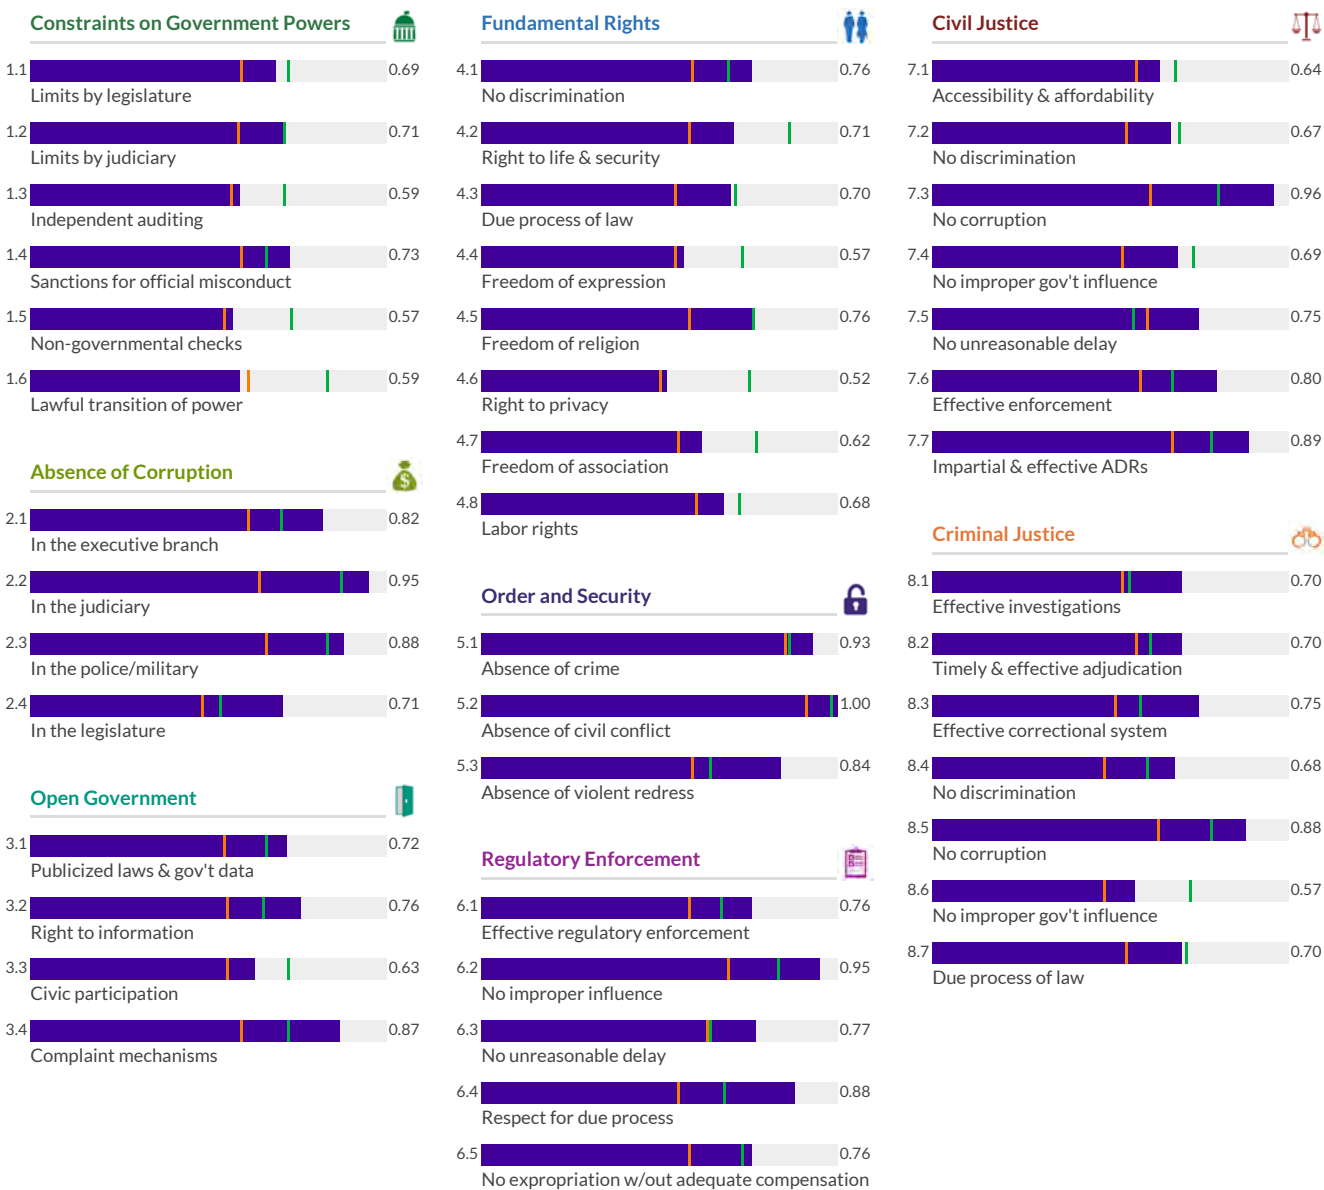 Constraints on Government Powers
1.1 0.69
Limits by legislature
1.2 0.71
Limits by judiciary
1.3 0.59
Independent auditing
1.4 0.73
Sanctions for official misconduct
1.5 0.57
Non-governmental checks
1.6 0.59
Lawful transition of power
Absence of Corruption
$
2.1 0.82
In the executive branch
2.2 0.95
In the judiciary
2.3 0.88
In the police/military
2.4 0.71
In the legislature
Open Government
3.1 0.72
Publicized laws & gov't data
3.2 0.76
Right to information
3.3 0.63
Civic participation
3.4 0.87
Complaint mechanisms
Fundamental Rights
4.1 0.76
No discrimination
4.2 0.71
Right to life & security
4.3 0.70
Due process of law
4.4 0.57
Freedom of expression
4.5 0.76
Freedom of religion
4.6 0.52
Right to privacy
4.7 0.62
Freedom of association
4.8 0.68
Labor rights
Order and Security
5.1 0.93
Absence of crime
5.2 1.00
Absence of civil conflict
5.3 0.84
Absence of violent redress
Regulatory Enforcement
6.1 0.76
Effective regulatory enforcement
6.2 0.95
No improper influence
6.3 0.77
No unreasonable delay
6.4 0.88
Respect for due process
6.5 0.76
No expropriation w/out adequate compensation
Civil Justice
7.1 0.64
Accessibility & affordability
7.2 0.67
No discrimination
7.3 0.96
No corruption
7.4 0.69
No improper gov't influence
7.5 0.75
No unreasonable delay
7.6 0.80
Effective enforcement
7.7 0.89
Impartial & effective ADRs
Criminal Justice
8.1 0.70
Effective investigations
8.2 0.70
Timely & effective adjudication
8.3 0.75
Effective correctional system
8.4 0.68
No discrimination
8.5 0.88
No corruption
8.6 0.57
No improper gov't influence
8.7 0.70
Due process of law